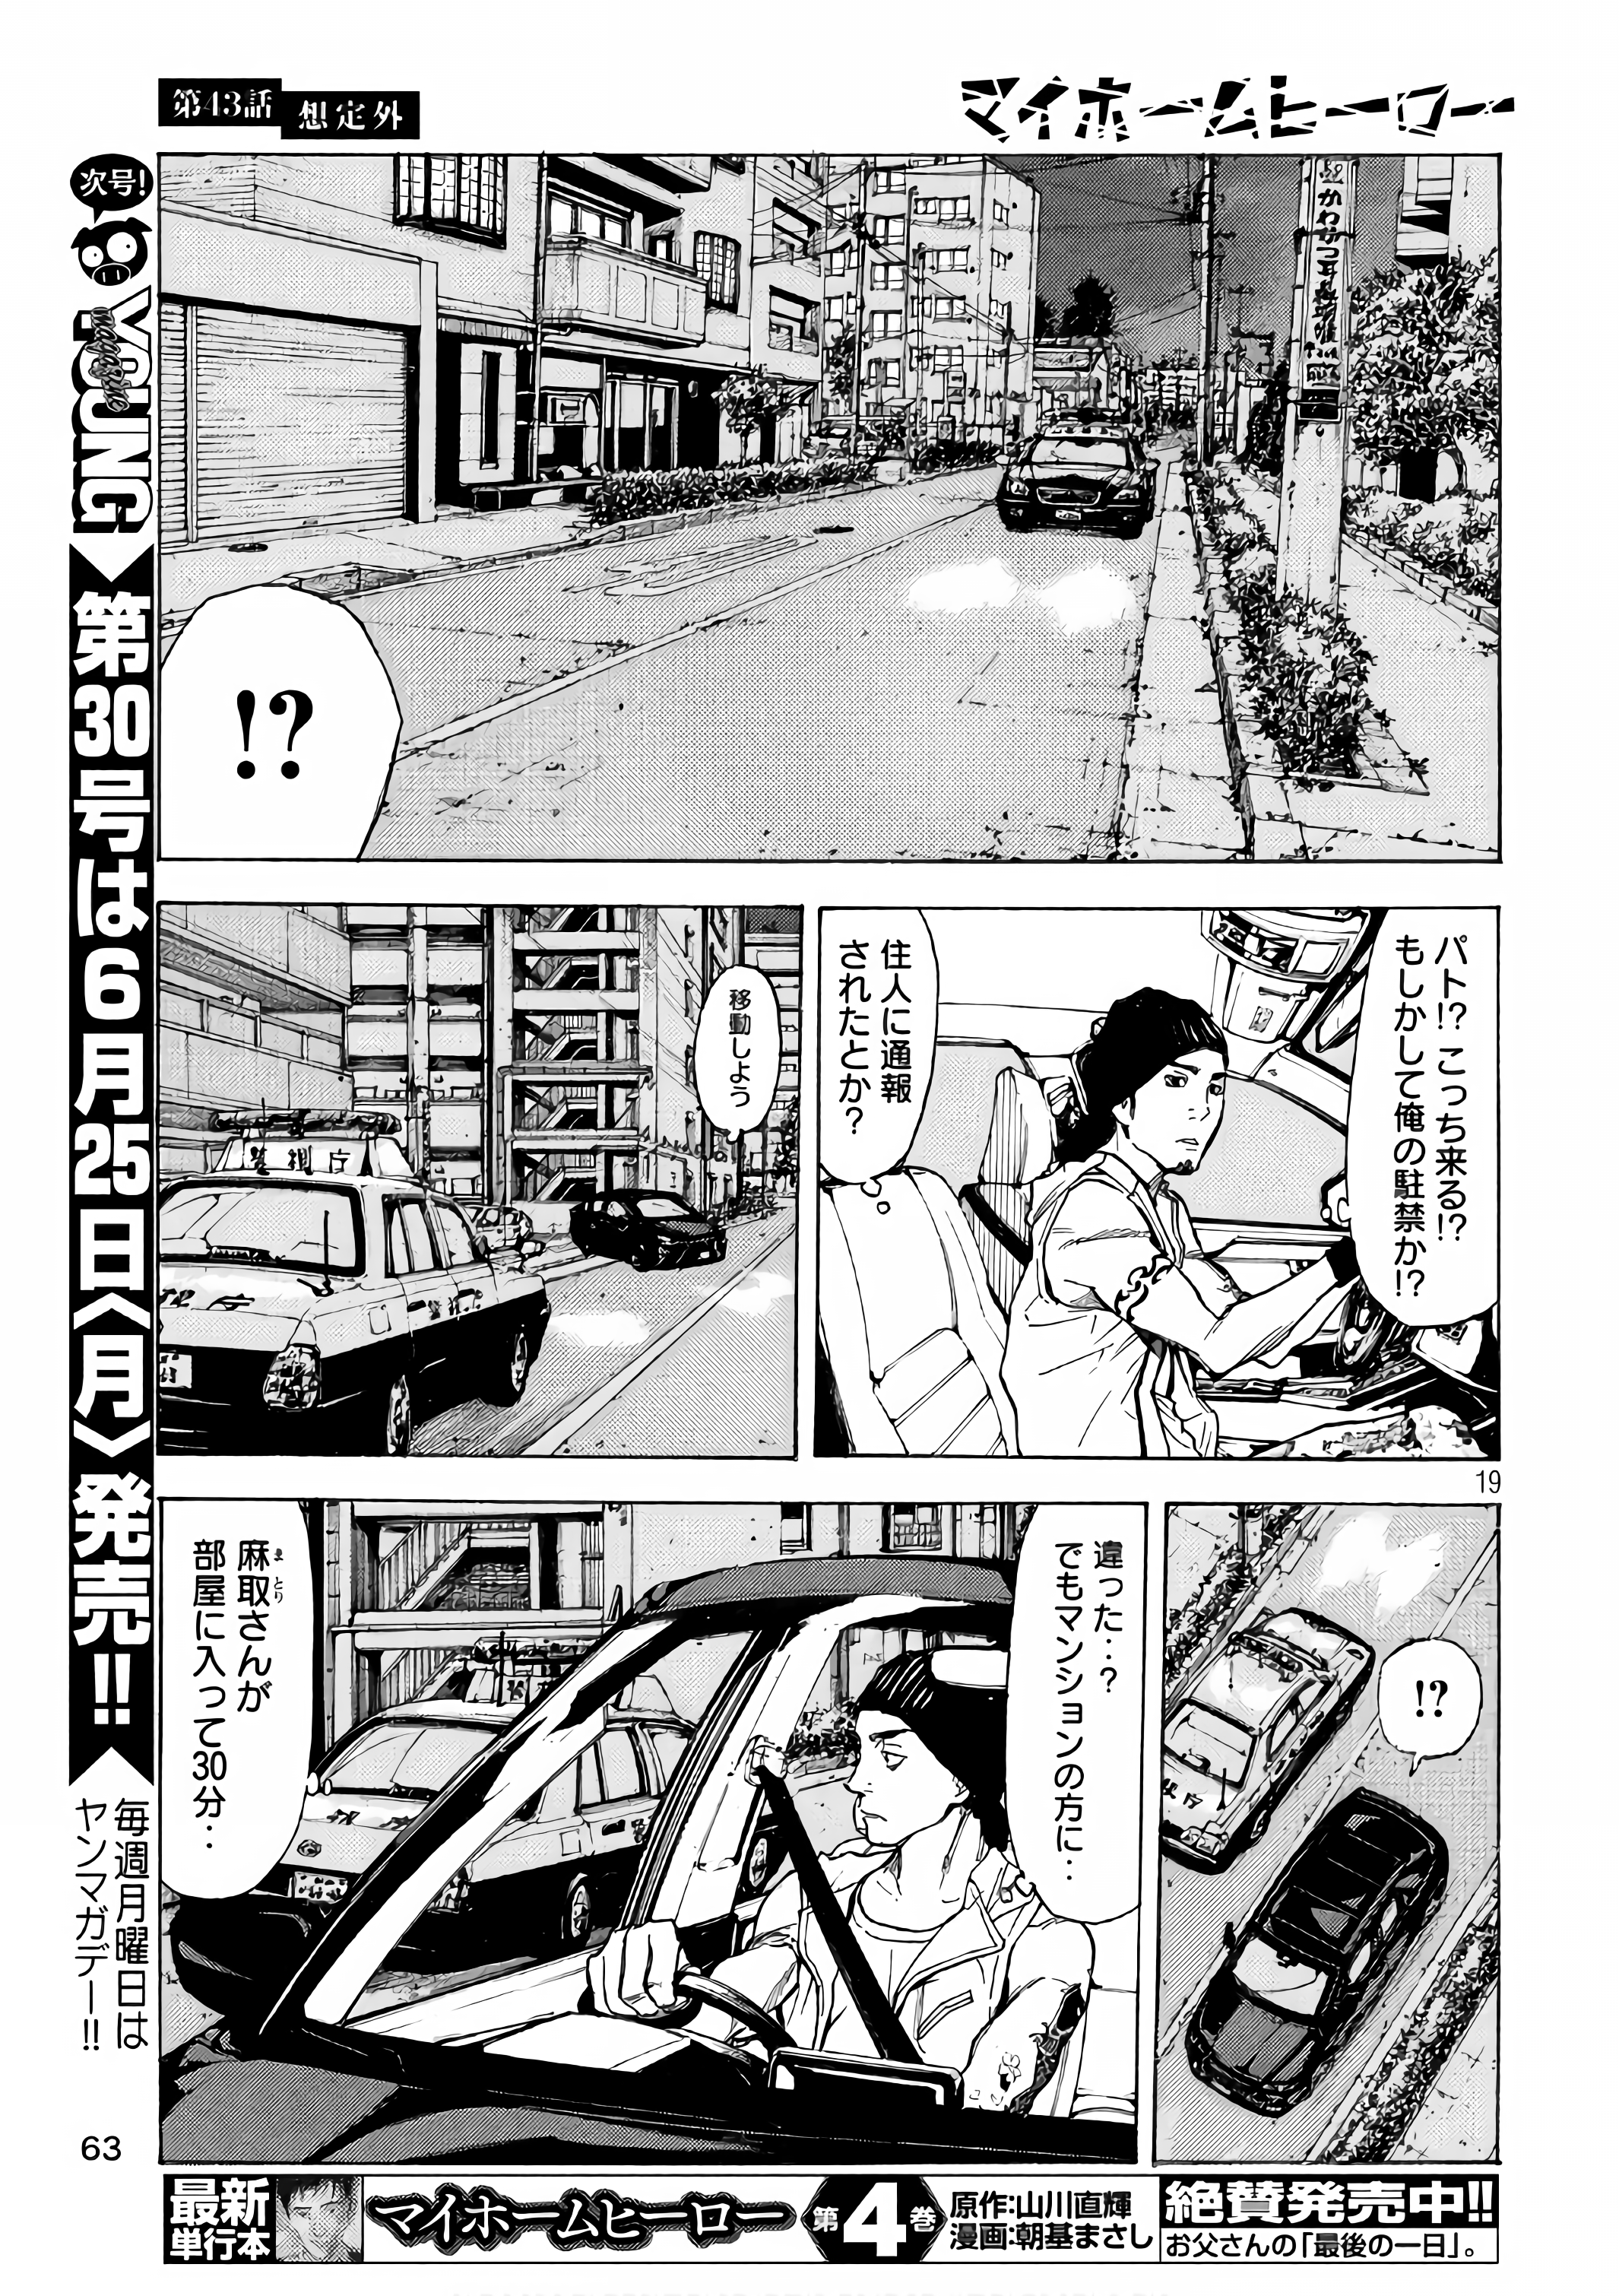 マイホームヒーロー
第43話
想定外
次号!
YOUNG
magazine
第30号は6月25日〈月〉発売!!
毎週月曜日は
ヤンマガデー!!
!?
パト!?こっち来る!?
もしかして俺の駐禁か!?
住人に通報
されたとか?
移動しよう
警視庁
19
!?
違った‥?
でもマンションの方に‥
麻取さんが
まとり
部屋に入って30分‥
63
最新
単行本
マイホームヒーロー
第4巻
原作:山川直輝
漫画:朝基まさし
絶賛発売中!!
お父さんの「最後の一日」。